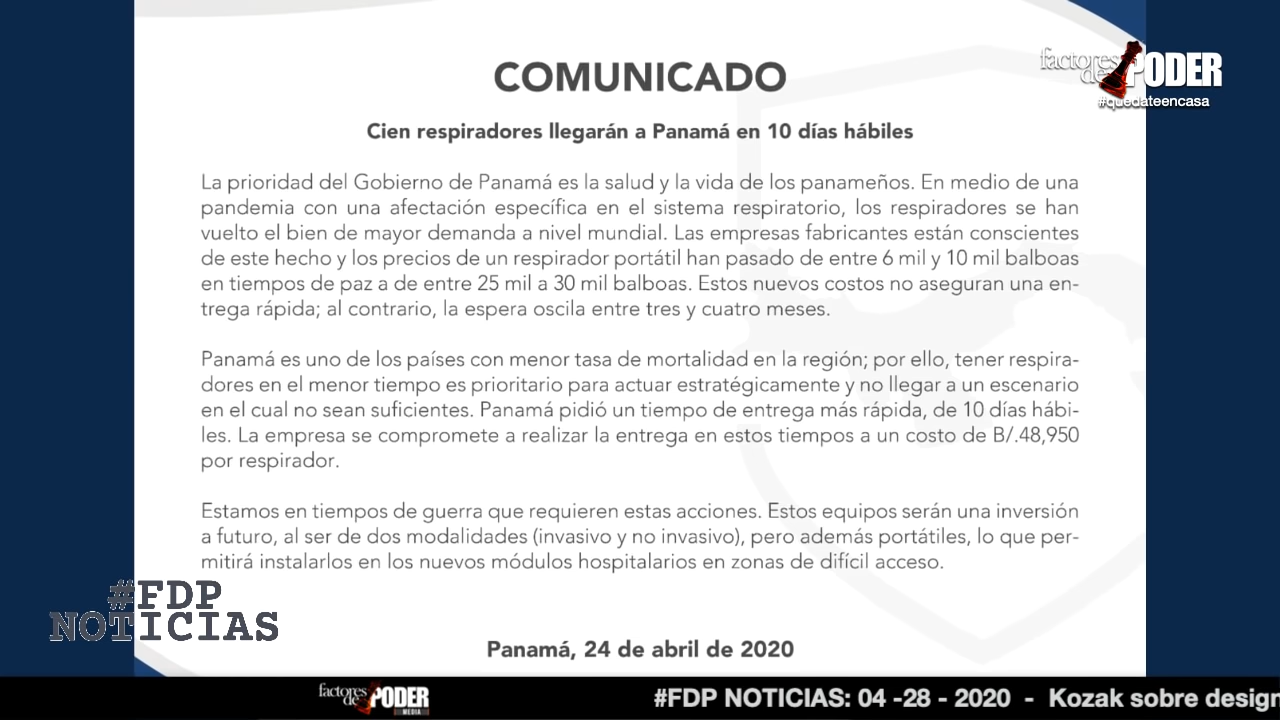 COMUNICADO
factores
de PODER
#quedateencasa
Cien respiradores llegarán a Panamá en 10 días hábiles
La prioridad del Gobierno de Panamá es la salud y la vida de los panameños. En medio de una
pandemia con una afectación específica en el sistema respiratorio, los respiradores se han
vuelto el bien de mayor demanda a nivel mundial. Las empresas fabricantes están conscientes
de este hecho y los precios de un respirador portátil han pasado de entre 6 mil y 10 mil balboas
en tiempos de paz a de entre 25 mil a 30 mil balboas. Estos nuevos costos no aseguran una en-
trega rápida; al contrario, la espera oscila entre tres y cuatro meses.
Panamá es uno de los países con menor tasa de mortalidad en la región; por ello, tener respira-
dores en el menor tiempo es prioritario para actuar estratégicamente y no llegar a un escenario
en el cual no sean suficientes. Panamá pidió un tiempo de entrega más rápida, de 10 días hábi-
les. La empresa se compromete a realizar la entrega en estos tiempos a un costo de B/.48,950
por respirador.
Estamos en tiempos de guerra que requieren estas acciones. Estos equipos serán una inversión
a futuro, al ser de dos modalidades (invasivo y no invasivo), pero además portátiles, lo que per-
mitirá instalarlos en los nuevos módulos hospitalarios en zonas de difícil acceso.
#FDP
NOTICIAS
Panamá, 24 de abril de 2020
factores
de PODER
MEDIA
#FDP NOTICIAS: 04 -28 - 2020 - Kozak sobre design